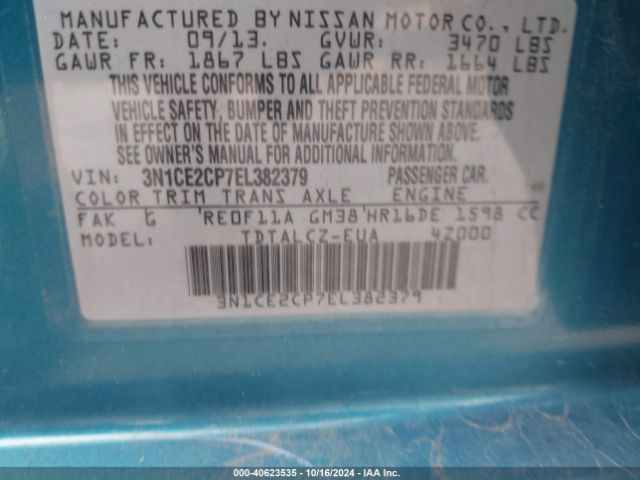 MANUFACTURED BY NISSAN MOTOR CO., LTD.
DATE: 09/13. GVWR: 3470 LBS
GAWR FR: 1867 LBS GAWR RR: 1664 LBS
THIS VEHICLE CONFORMS TO ALL APPLICABLE FEDERAL MOTOR
VEHICLE SAFETY, BUMPER AND THEFT PREVENTION STANDARDS
IN EFFECT ON THE DATE OF MANUFACTURE SHOWN ABOVE.
SEE OWNER'S MANUAL FOR ADDITIONAL INFORMATION.
VIN: 3N1CE2CP7EL382379 PASSENGER CAR.
COLOR TRIM TRANS AXLE ENGINE
FAK G RE0F11A GM38 HR16DE 1598 CC
MODEL: TDTALCZ-EUA 4Z000
3N1CE2CP7EL382379
000-40623535 - 10/16/2024 - IAA Inc.